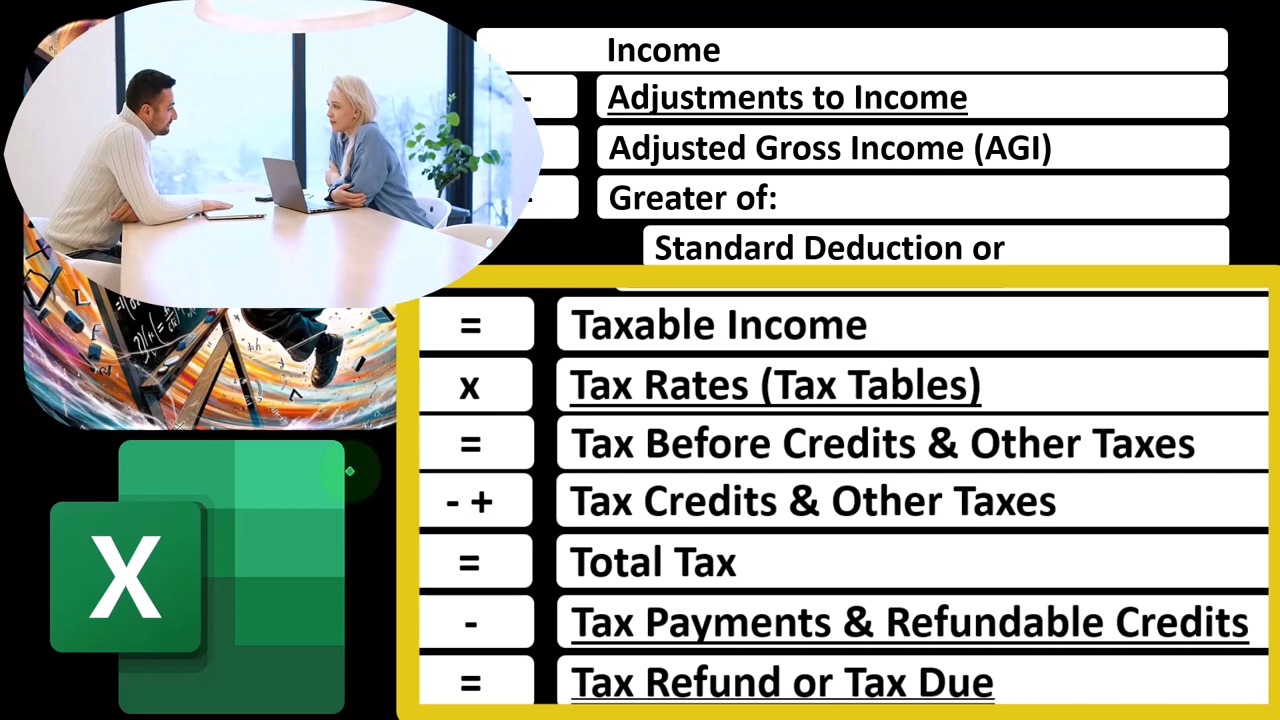 Income
- Adjustments to Income
Adjusted Gross Income (AGI)
- Greater of:
Standard Deduction or
= Taxable Income
x Tax Rates (Tax Tables)
= Tax Before Credits & Other Taxes
- + Tax Credits & Other Taxes
= Total Tax
- Tax Payments & Refundable Credits
= Tax Refund or Tax Due
X